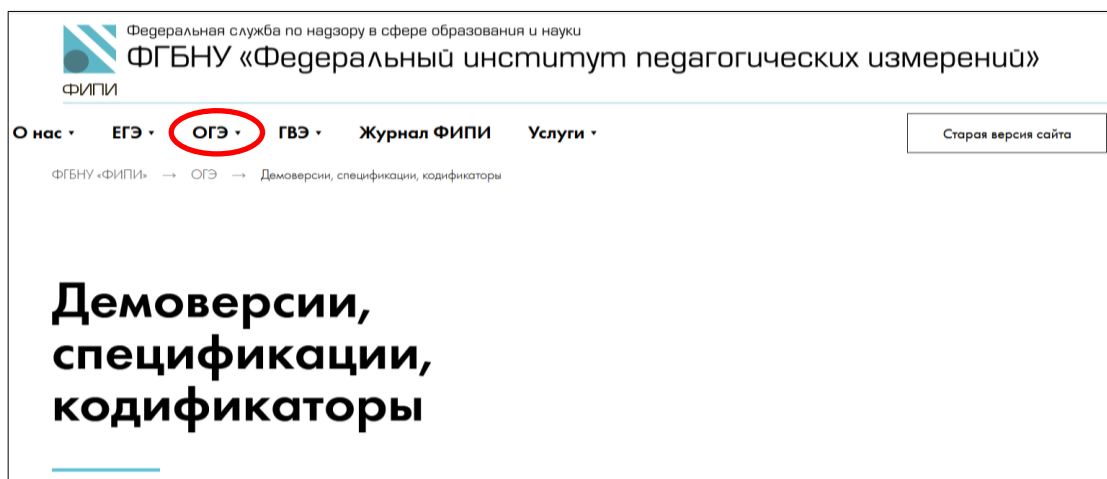 Федеральная служба по надзору в сфере образования и науки
ФГБНУ «Федеральный институт педагогических измерений»
ФИПИ
О нас ЕГЭ ОГЭ ГВЭ Журнал ФИПИ Услуги Старая версия сайта
ФГБНУ «ФИПИ» → ОГЭ → Демоверсии, спецификации, кодификаторы
Демоверсии,
спецификации,
кодификаторы